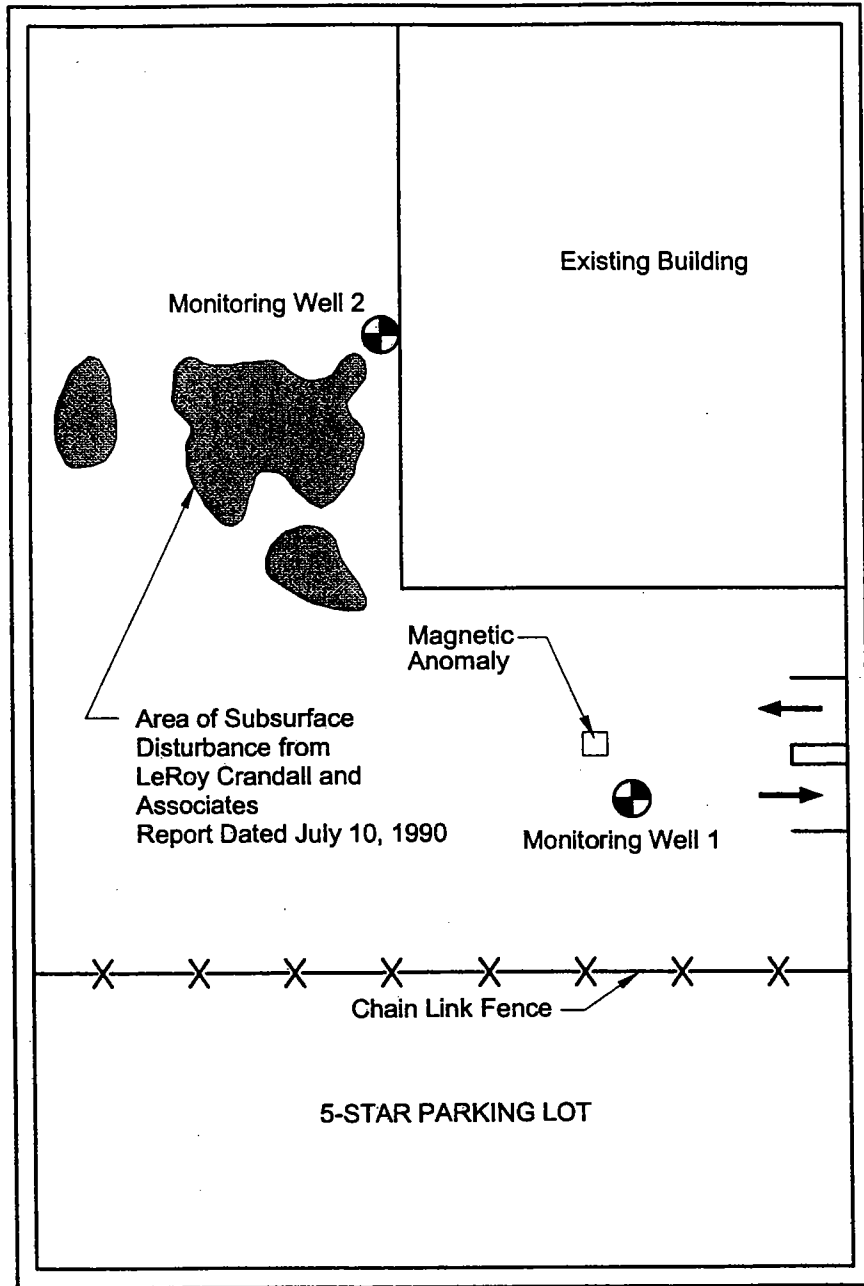 Existing Building
Monitoring Well 2
Magnetic
Anomaly
Area of Subsurface
Disturbance from
LeRoy Crandall and
Associates
Report Dated July 10, 1990
Monitoring Well 1
Chain Link Fence
5-STAR PARKING LOT